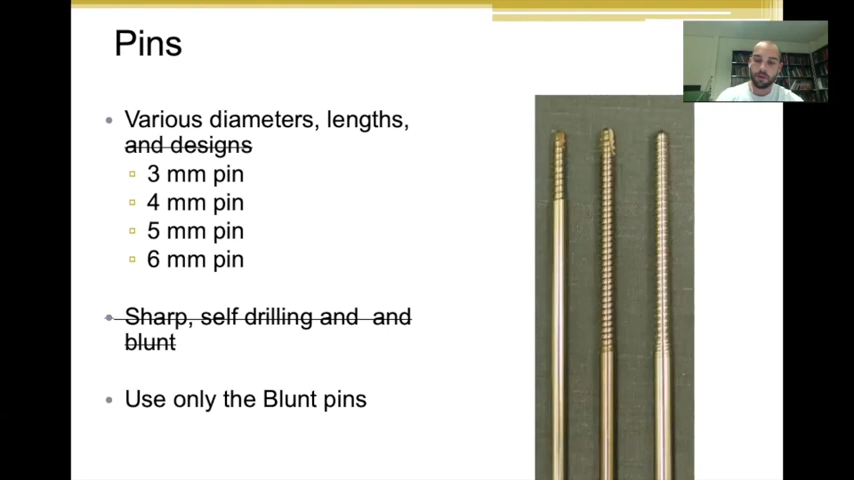 Pins
Various diameters, lengths,
and designs
3 mm pin
4 mm pin
5 mm pin
6 mm pin
Sharp, self drilling and  and
blunt
Use only the Blunt pins